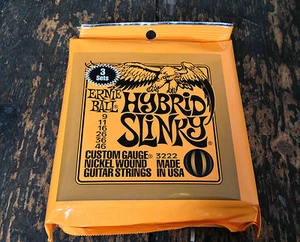 3
Sets
ERNIE
BALL
HYBRID
SLINKY
9
11
16
26
36
46
CUSTOM GAUGE® 3222
NICKEL WOUND
GUITAR STRINGS
MADE
IN USA